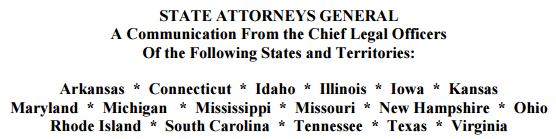 STATE ATTORNEYS GENERAL
A Communication From the Chief Legal Officers
Of the Following States and Territories:
Arkansas * Connecticut * Idaho * Illinois * Iowa * Kansas
Maryland * Michigan * Mississippi * Missouri * New Hampshire * Ohio
Rhode Island * South Carolina * Tennessee * Texas * Virginia